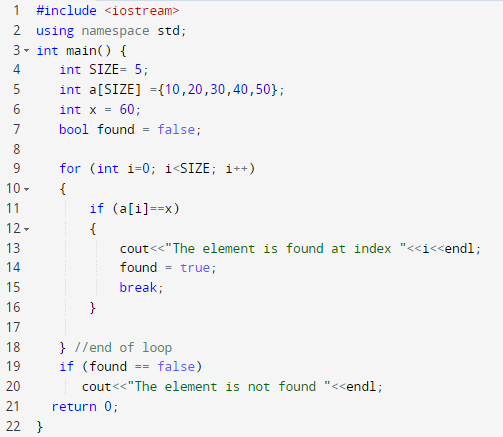 1 #include <iostream>
2 using namespace std;
3 int main() {
4 int SIZE= 5;
5 int a[SIZE] ={10,20,30,40,50};
6 int x = 60;
7 bool found = false;
8
9 for (int i=0; i<SIZE; i++)
10 {
11 if (a[i]==x)
12 {
13 cout<<"The element is found at index "<<i<<endl;
14 found = true;
15 break;
16 }
17
18 } //end of loop
19 if (found == false)
20 cout<<"The element is not found "<<endl;
21 return 0;
22 }